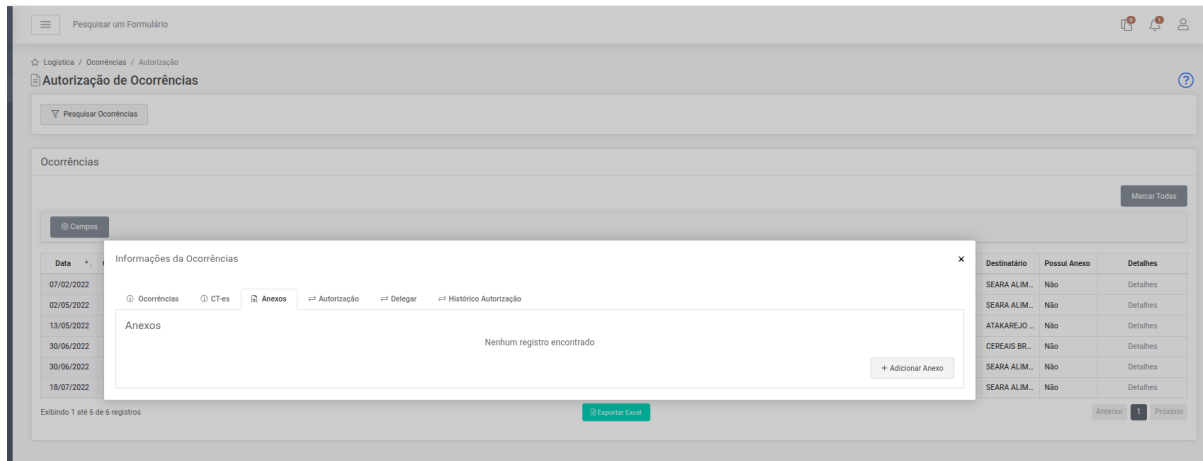 Pesquisar um Formulário
0
1
Logística / Ocorrências / Autorização
Autorização de Ocorrências
?
Pesquisar Ocorrências
Ocorrências
Marcar Todas
Campos
Data Destinatário Possui Anexo Detalhes
07/02/2022 SEARA ALIM... Não Detalhes
02/05/2022 SEARA ALIM... Não Detalhes
13/05/2022 ATAKAREJO ... Não Detalhes
30/06/2022 CEREAIS BR... Não Detalhes
30/06/2022 SEARA ALIM... Não Detalhes
18/07/2022 SEARA ALIM... Não Detalhes
Informações da Ocorrências x
Ocorrências CT-es Anexos Autorização Delegar Histórico Autorização
Anexos
Nenhum registro encontrado
+ Adicionar Anexo
Exibindo 1 até 6 de 6 registros Exportar Excel Anterior 1 Próximo